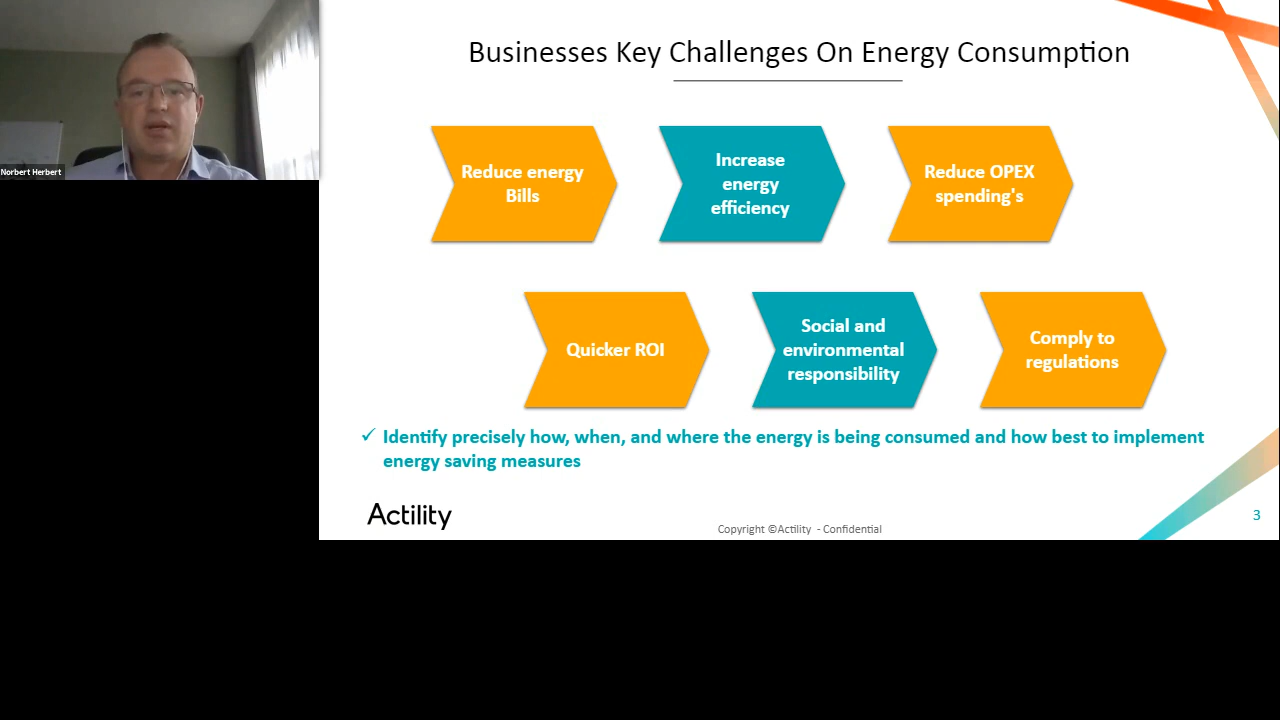 Businesses Key Challenges On Energy Consumption
Reduce energy
Bills
Increase
energy
efficiency
Reduce OPEX
spending's
Quicker ROI
Social and
environmental
responsibility
Comply to
regulations
✓ Identify precisely how, when, and where the energy is being consumed and how best to implement
energy saving measures
Actility
Copyright ©Actility - Confidential
3
Norbert Herbert